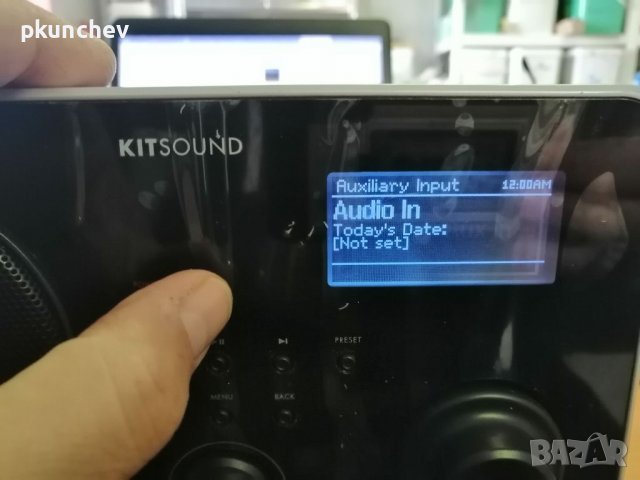 pkunchev
KITSOUND
Auxiliary Input 12:00AM
Audio In
Today's Date:
[Not set]
PRESET
MENU
BACK
BAZAR